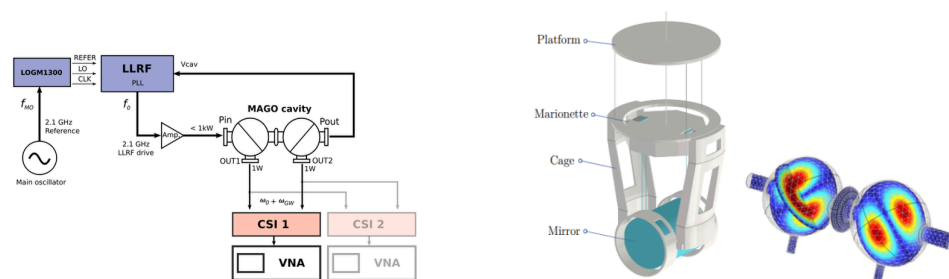 REFER
LO
CLK
LOGM1300
LLRF
PLL
Vcav
f_MO
2.1 GHz
Reference
Main oscillator
f_0
2.1 GHz
LLRF drive
Amp.
< 1kW
Pin
MAGO cavity
Pout
OUT1
1W
OUT2
1W
ω_0 + ω_GW
CSI 1
CSI 2
VNA
VNA
Platform
Marionette
Cage
Mirror